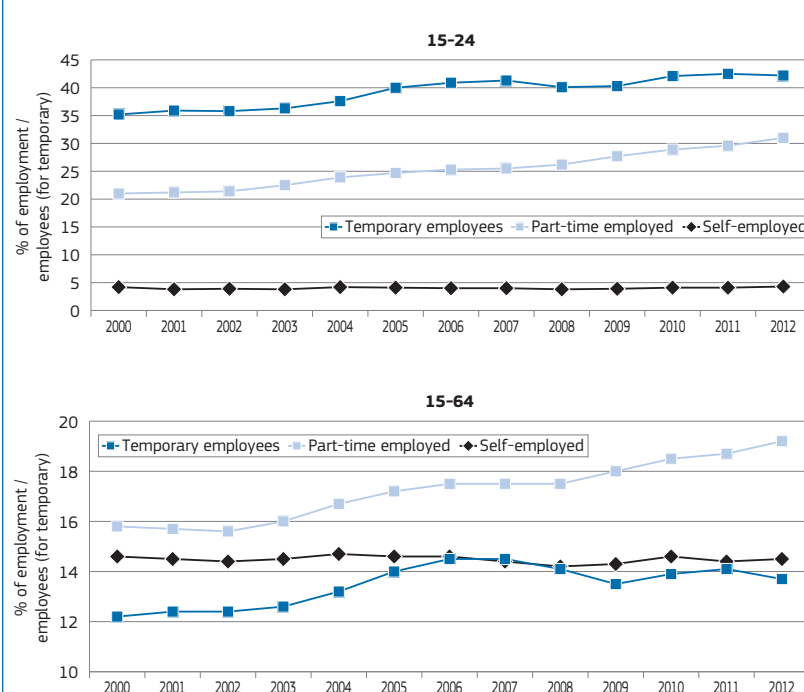 15-24
% of employment /
employees (for temporary)
45
40
35
30
25
20
15
10
5
0
Temporary employees Part-time employed Self-employed
2000 2001 2002 2003 2004 2005 2006 2007 2008 2009 2010 2011 2012
15-64
% of employment /
employees (for temporary)
20
18
16
14
12
10
Temporary employees Part-time employed Self-employed
2000 2001 2002 2003 2004 2005 2006 2007 2008 2009 2010 2011 2012